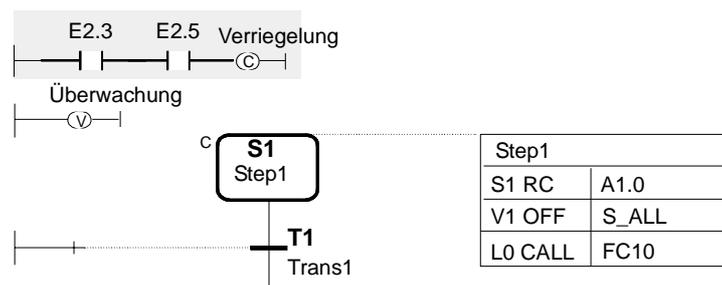 E2.3 E2.5 Verriegelung
C
Überwachung
V
C S1
Step1
T1
Trans1
Step1
S1 RC A1.0
V1 OFF S_ALL
L0 CALL FC10